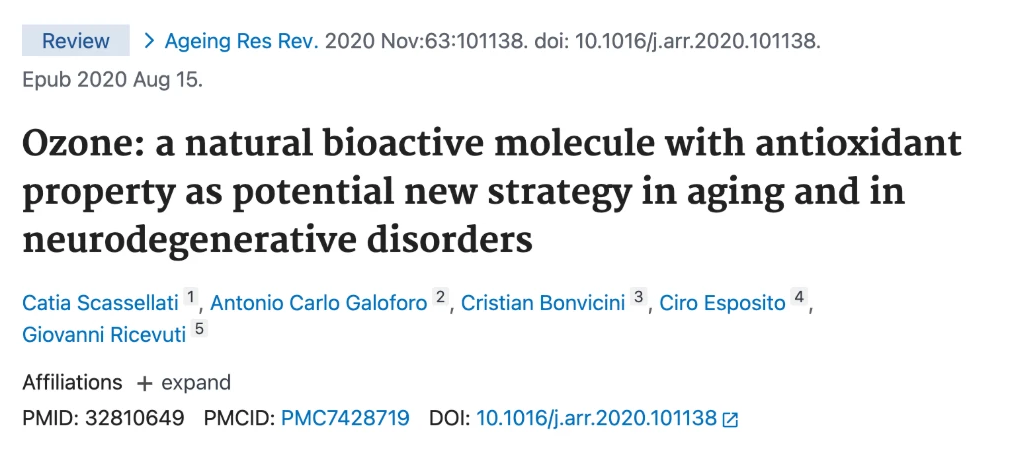 Review > Ageing Res Rev. 2020 Nov:63:101138. doi: 10.1016/j.arr.2020.101138.
Epub 2020 Aug 15.
Ozone: a natural bioactive molecule with antioxidant
property as potential new strategy in aging and in
neurodegenerative disorders
Catia Scassellati 1, Antonio Carlo Galoforo 2, Cristian Bonvicini 3, Ciro Esposito 4,
Giovanni Ricevuti 5
Affiliations + expand
PMID: 32810649 PMCID: PMC7428719 DOI: 10.1016/j.arr.2020.101138